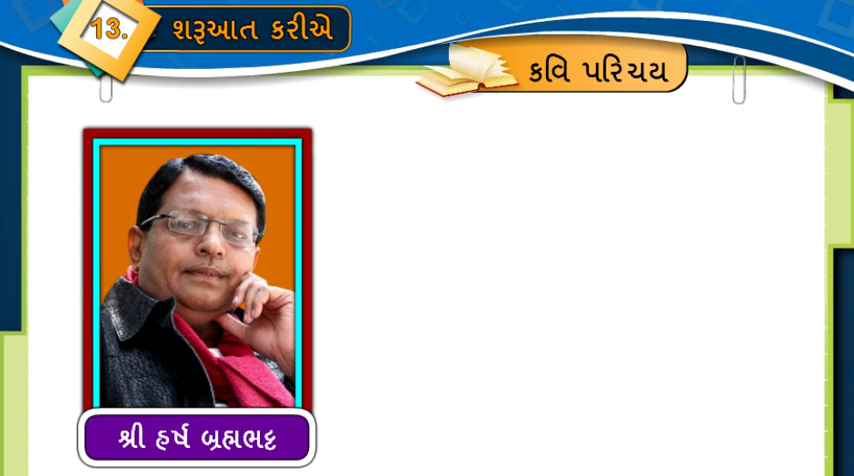 13. શરૂઆત કરીએ
કવિ પરિચય
શ્રી હર્ષ બ્રહ્મભટ્ટ